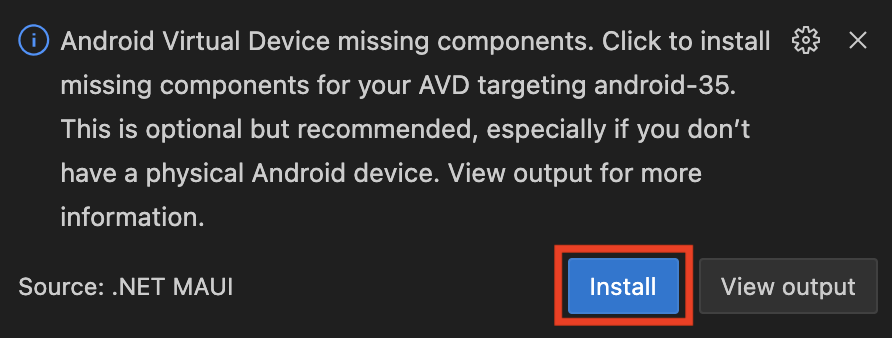 Android Virtual Device missing components. Click to install
missing components for your AVD targeting android-35.
This is optional but recommended, especially if you don’t
have a physical Android device. View output for more
information.
Source: .NET MAUI
Install
View output